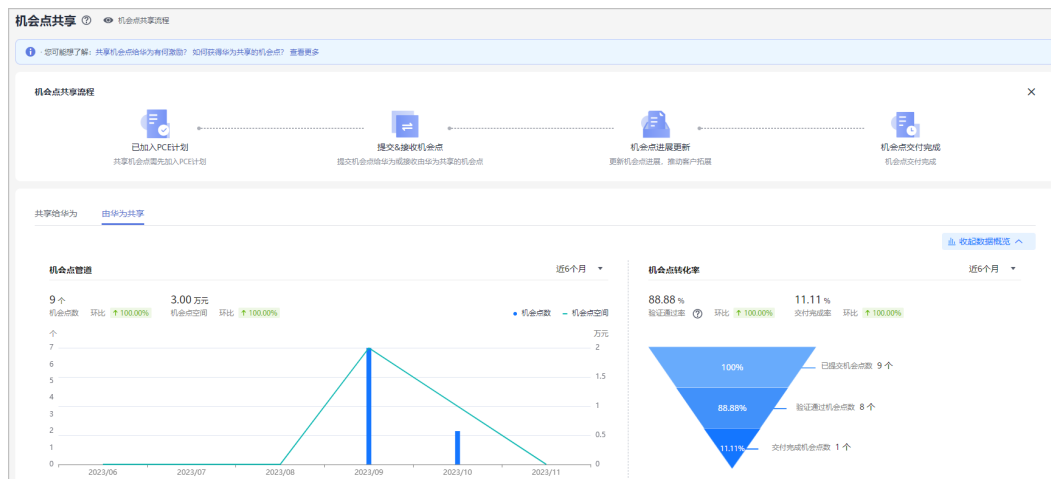 机会点共享 机会点共享流程
· 您可能想了解：共享机会点给华为有何激励？ 如何获得华为共享的机会点？ 查看更多
机会点共享流程
已加入PCE计划 提交&接收机会点 机会点进展更新 机会点交付完成
共享机会点需先加入PCE计划 提交机会点给华为或接收由华为共享的机会点 更新机会点进展，推动客户拓展 机会点交付完成
共享给华为 由华为共享
收起数据概览
机会点管道 近6个月 机会点转化率 近6个月
9 个 3.00 万元 88.88 % 11.11 %
机会点数 环比 ↑ 100.00% 机会点空间 环比 ↑ 100.00% 机会点数 机会点空间 验证通过率 环比 ↑ 100.00% 交付完成率 环比 ↑ 100.00%
个 万元
7 2
6
5 1.5
4
3 1
2
1 0.5
0 0
2023/06 2023/07 2023/08 2023/09 2023/10 2023/11
100% 已提交机会点数 9 个
88.88% 验证通过机会点数 8 个
11.11% 交付完成机会点数 1 个